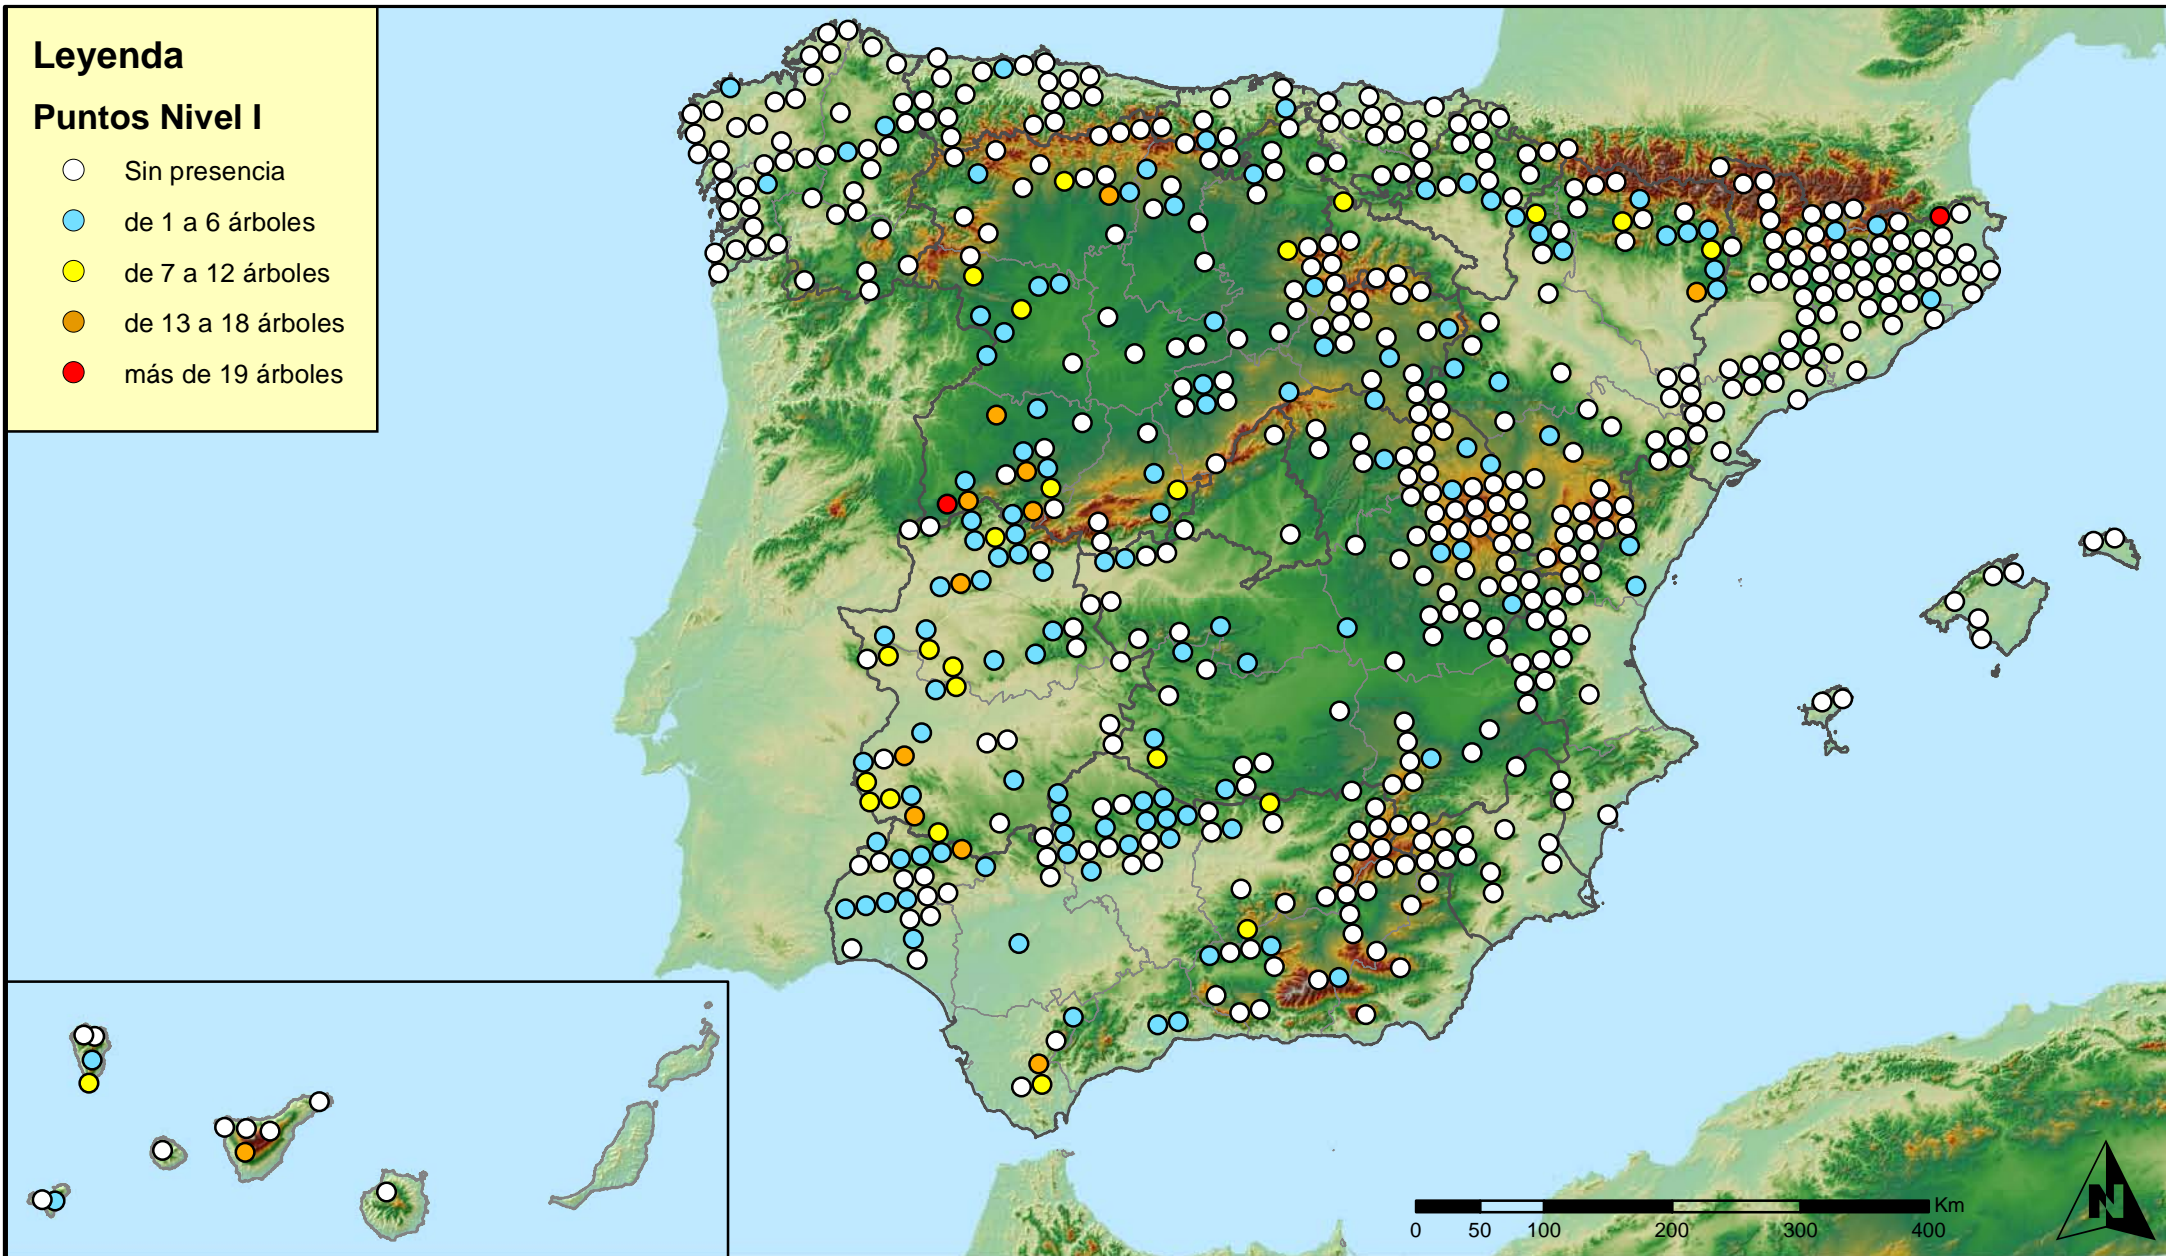 Leyenda
Puntos Nivel I
Sin presencia
de 1 a 6 árboles
de 7 a 12 árboles
de 13 a 18 árboles
más de 19 árboles
Km
0 50 100 200 300 400
N